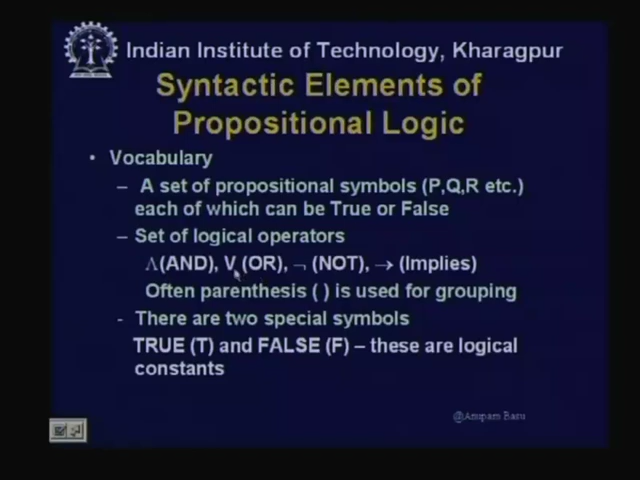 Indian Institute of Technology, Kharagpur
Syntactic Elements of
Propositional Logic
• Vocabulary
– A set of propositional symbols (P,Q,R etc.)
each of which can be True or False
– Set of logical operators
Λ(AND), V (OR), ¬ (NOT), → (Implies)
Often parenthesis ( ) is used for grouping
- There are two special symbols
TRUE (T) and FALSE (F) – these are logical
constants
@Anupam Basu